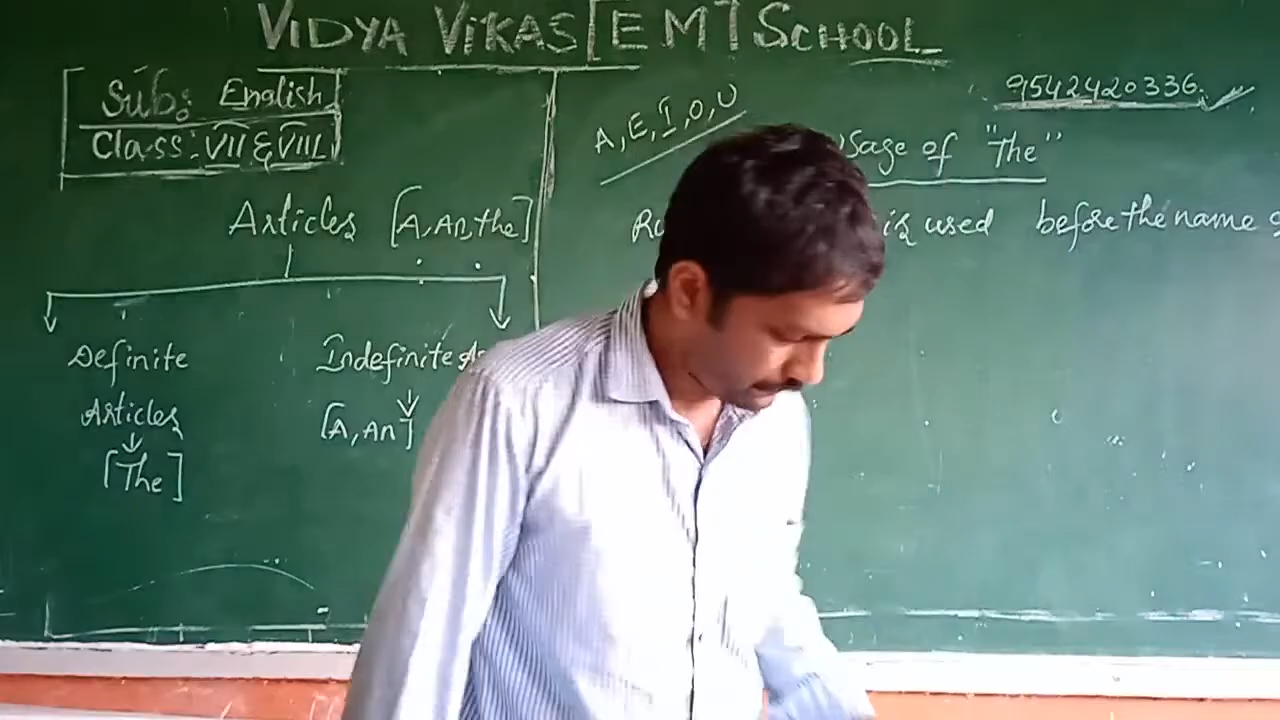 VIDYA VIKAS [E M] SCHOOL
Sub: English
Class: VII & VIII
Articles [A, An, the]
Definite
Articles
[The]
Indefinite
[A, An]
9542420336
A, E, I, O, U
Usage of "The"
is used before the name